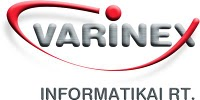 VARINEX
INFORMATIKAI RT.